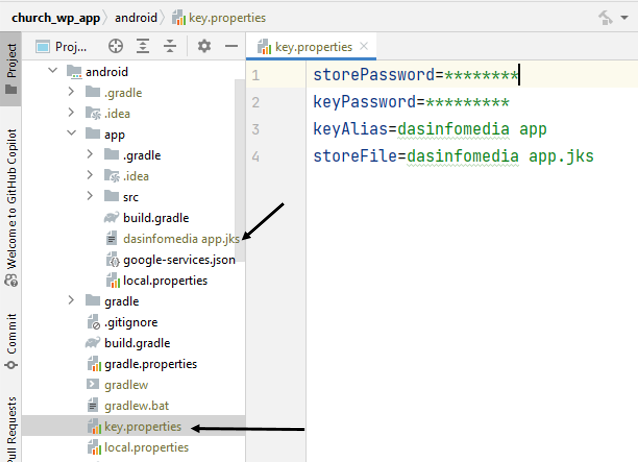 church_wp_app
android
key.properties
Project
Welcome to GitHub Copilot
Commit
Pull Requests
Proj...
android
.gradle
.idea
app
.gradle
.idea
src
build.gradle
dasinfomedia app.jks
google-services.json
local.properties
gradle
.gitignore
build.gradle
gradle.properties
gradlew
gradlew.bat
key.properties
local.properties
key.properties
1 storePassword=********
2 keyPassword=*********
3 keyAlias=dasinfomedia app
4 storeFile=dasinfomedia app.jks